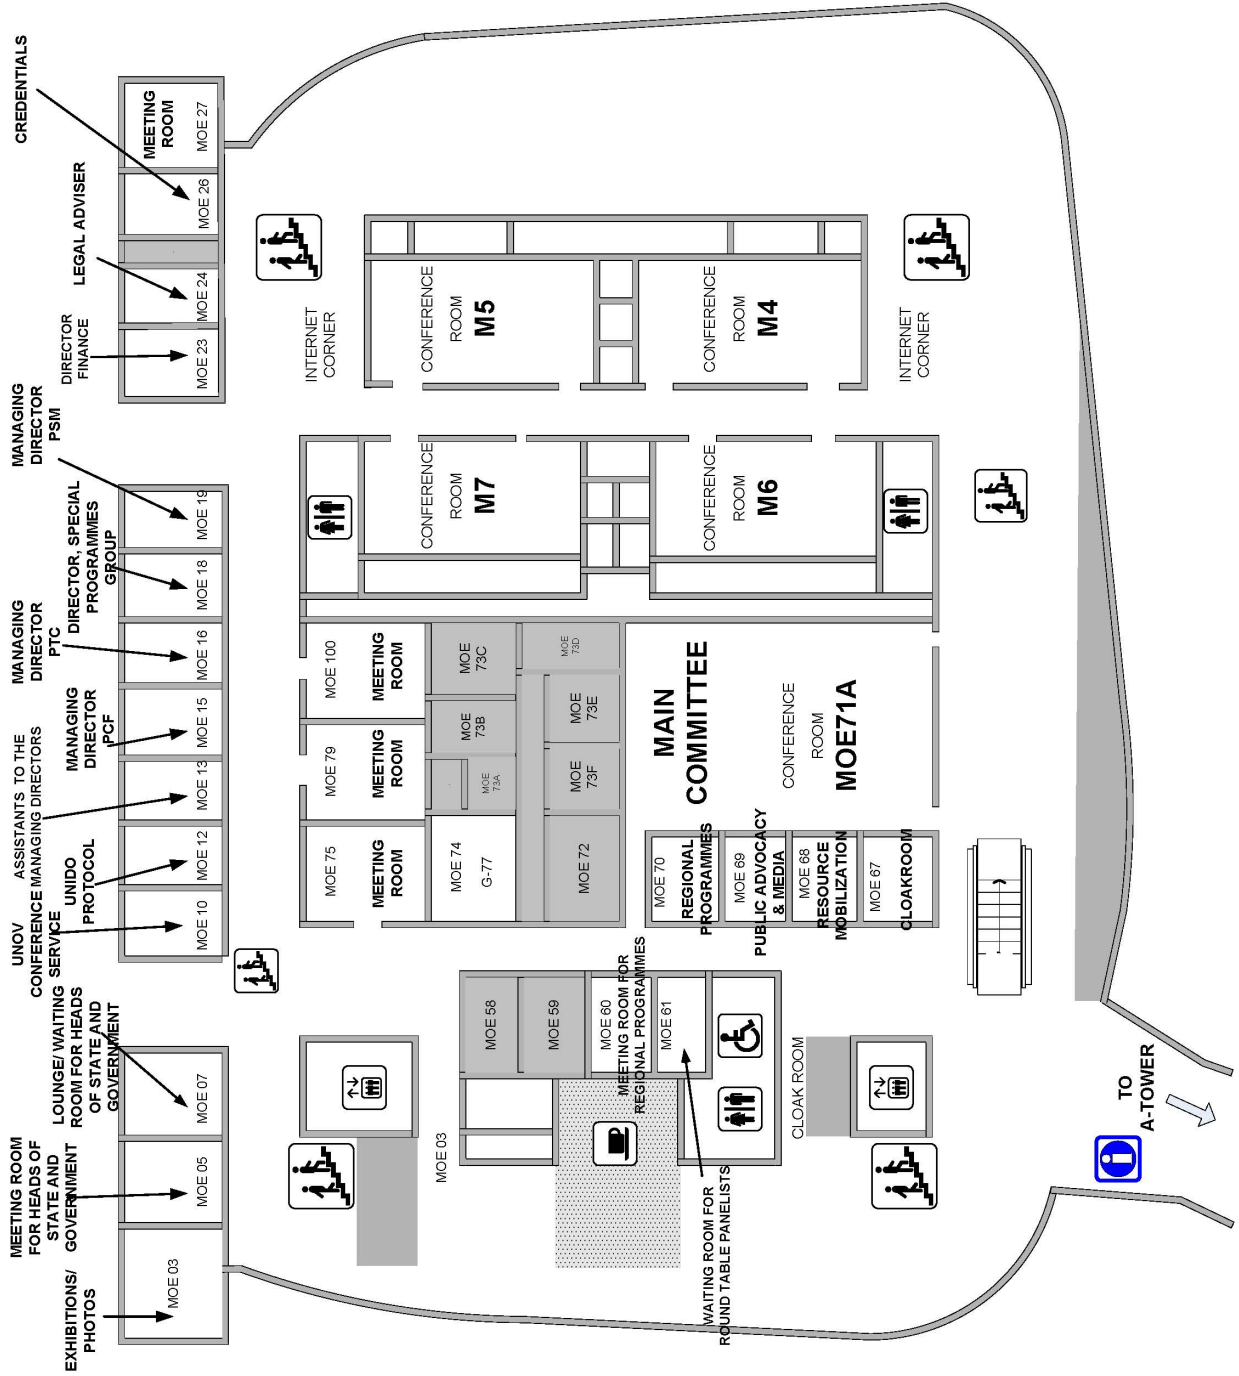 CREDENTIALS
MEETING
ROOM
MOE 27
MOE 26
LEGAL ADVISER
MOE 24
DIRECTOR
FINANCE
MOE 23
MANAGING
DIRECTOR
PSM
MOE 19
DIRECTOR, SPECIAL
PROGRAMMES
GROUP
MOE 18
MANAGING
DIRECTOR
PTC
MOE 16
MANAGING
DIRECTOR
PCF
MOE 15
ASSISTANTS TO THE
MANAGING DIRECTORS
MOE 13
UNIDO
PROTOCOL
MOE 12
UNOV
CONFERENCE
SERVICE
MOE 10
LOUNGE/ WAITING
ROOM FOR HEADS
OF STATE AND
GOVERNMENT
MOE 07
MEETING ROOM
FOR HEADS OF
STATE AND
GOVERNMENT
MOE 05
EXHIBITIONS/
PHOTOS
MOE 03
INTERNET
CORNER
CONFERENCE
ROOM
M5
CONFERENCE
ROOM
M4
INTERNET
CORNER
CONFERENCE
ROOM
M7
CONFERENCE
ROOM
M6
MOE 100
MEETING
ROOM
MOE 79
MEETING
ROOM
MOE 75
MEETING
ROOM
MOE
73C
MOE
73B
MOE
73A
MOE 74
G-77
MOE
73D
MOE
73E
MOE
73F
MOE 72
MAIN
COMMITTEE
CONFERENCE
ROOM
MOE71A
MOE 70
REGIONAL
PROGRAMMES
MOE 69
PUBLIC ADVOCACY
& MEDIA
MOE 68
RESOURCE
MOBILIZATION
MOE 67
CLOAKROOM
MOE 58
MOE 59
MOE 60
MEETING ROOM FOR
REGIONAL PROGRAMMES
MOE 61
WAITING ROOM FOR
ROUND TABLE PANELISTS
MOE 03
CLOAK ROOM
TO
A-TOWER
i